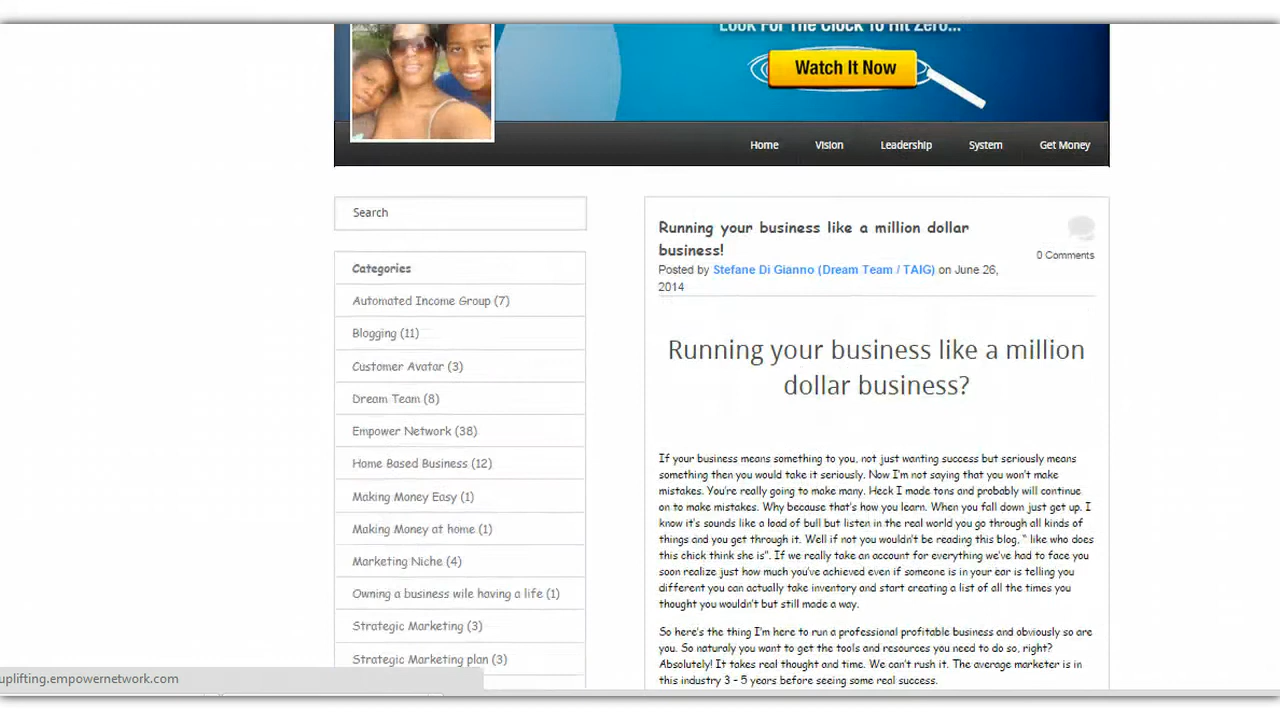 Look For The Clock To Hit Zero...
Watch It Now
Home Vision Leadership System Get Money
Search
Categories
Automated Income Group (7)
Blogging (11)
Customer Avatar (3)
Dream Team (8)
Empower Network (38)
Home Based Business (12)
Making Money Easy (1)
Making Money at home (1)
Marketing Niche (4)
Owning a business wile having a life (1)
Strategic Marketing (3)
Strategic Marketing plan (3)
uplifting.empowernetwork.com
Running your business like a million dollar
business!
0 Comments
Posted by Stefane Di Gianno (Dream Team / TAIG) on June 26,
2014
Running your business like a million
dollar business?
If your business means something to you, not just wanting success but seriously means
something then you would take it seriously. Now I'm not saying that you won't make
mistakes. You're really going to make many. Heck I made tons and probably will continue
on to make mistakes. Why because that's how you learn. When you fall down just get up. I
know it's sounds like a load of bull but listen in the real world you go through all kinds of
things and you get through it. Well if not you wouldn't be reading this blog, " like who does
this chick think she is". If we really take an account for everything we've had to face you
soon realize just how much you've achieved even if someone is in your ear is telling you
different you can actually take inventory and start creating a list of all the times you
thought you wouldn't but still made a way.
So here's the thing I'm here to run a professional profitable business and obviously so are
you. So naturaly you want to get the tools and resources you need to do so, right?
Absolutely! It takes real thought and time. We can't rush it. The average marketer is in
this industry 3 – 5 years before seeing some real success.